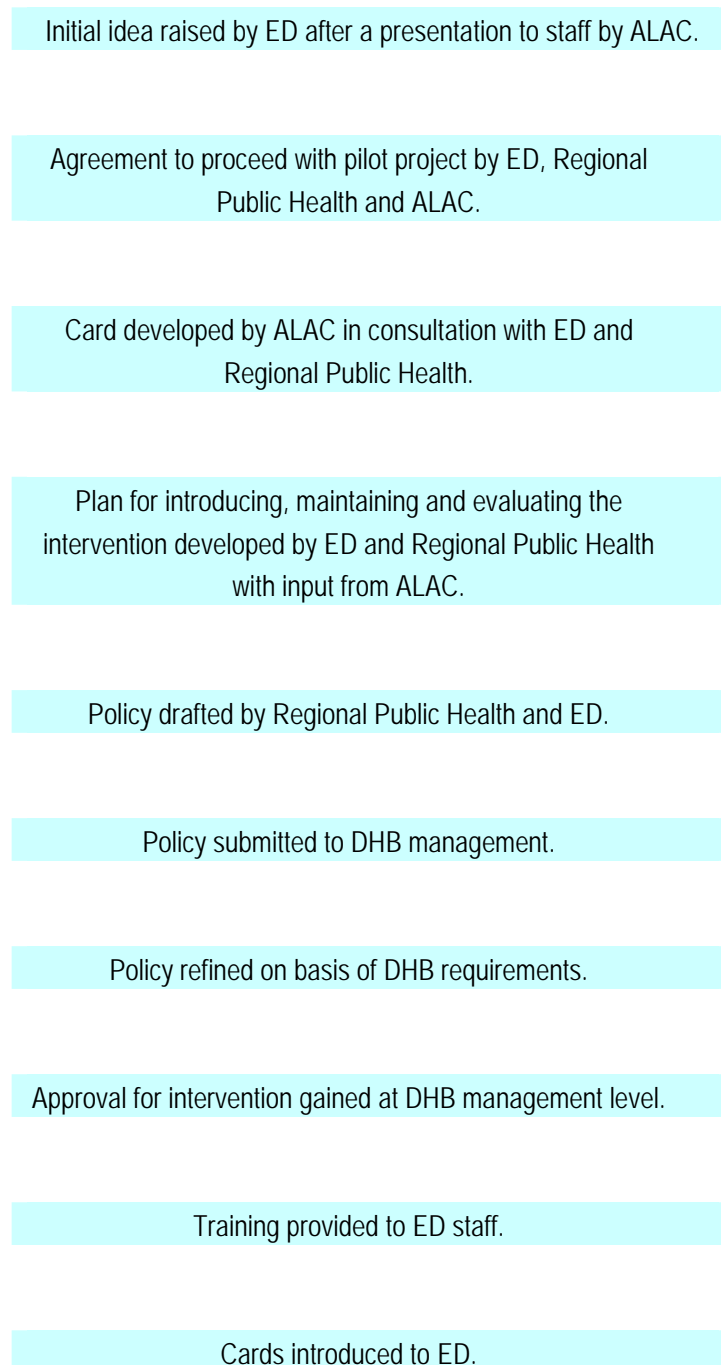 Initial idea raised by ED after a presentation to staff by ALAC.
Agreement to proceed with pilot project by ED, Regional
Public Health and ALAC.
Card developed by ALAC in consultation with ED and
Regional Public Health.
Plan for introducing, maintaining and evaluating the
intervention developed by ED and Regional Public Health
with input from ALAC.
Policy drafted by Regional Public Health and ED.
Policy submitted to DHB management.
Policy refined on basis of DHB requirements.
Approval for intervention gained at DHB management level.
Training provided to ED staff.
Cards introduced to ED.